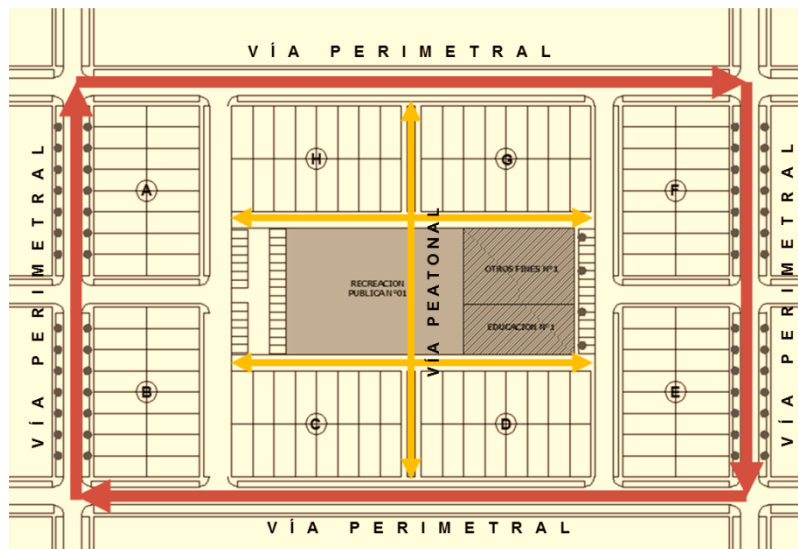 VÍA PERIMETRAL
H
G
A
F
VÍA PERIMETRAL
VÍA PEATONAL
VÍA PERIMETRAL
RECREACION
PUBLICA N°01
OTROS FINES N°1
EDUCACION N°1
B
C
D
E
VÍA PERIMETRAL